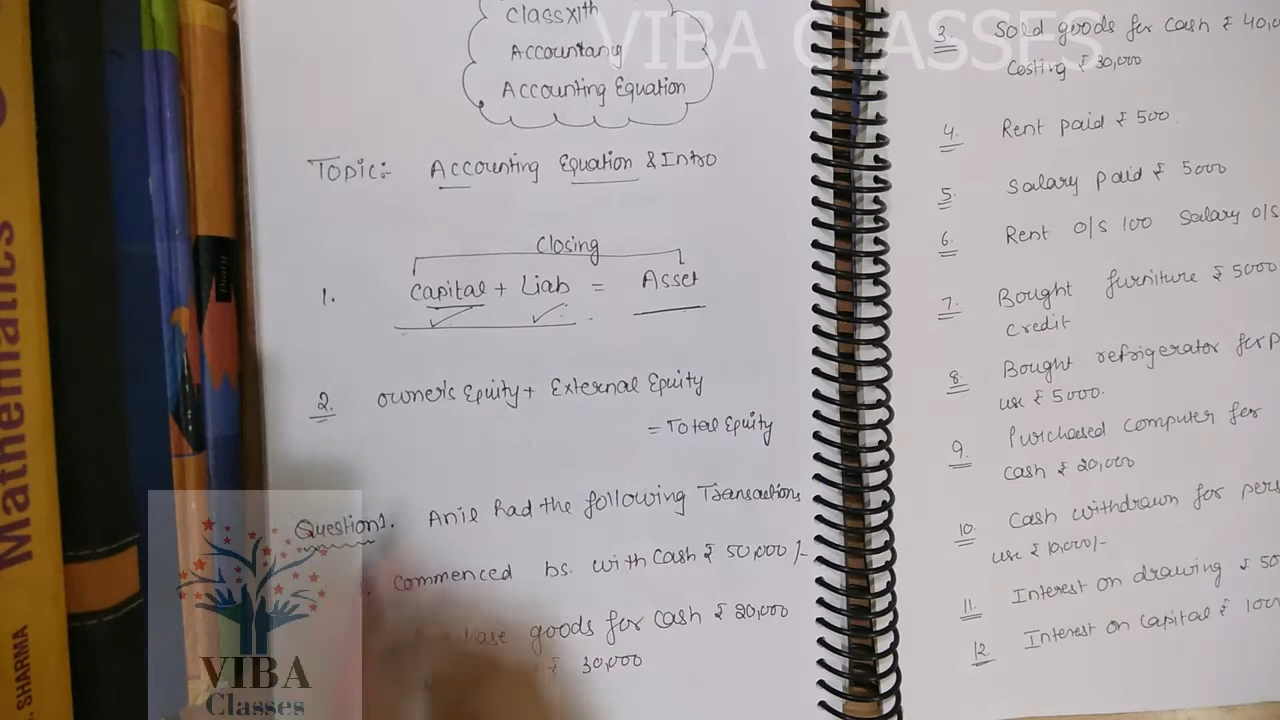 VIBA CLASSES
Class XIth
Accountany
Accounting Equation
Topic:- Accounting Equation & Intro
Closing
1. Capital + Liab = Asset
2. owner's Equity + External Equity
= Total Equity
Question 1. Anil had the following Transactions
commenced bs. with cash ₹ 50,000/-
goods for cash ₹ 20,000
₹ 30,000
3. Sold goods for cash ₹
Costing ₹ 30,000
4. Rent paid ₹ 500
5. Salary paid ₹ 5000
6. Rent o/s 100 Salary o/s
7. Bought furniture ₹ 5000
credit
8. Bought refrigerator for
use ₹ 5000.
9. Purchased computer for
cash ₹ 20,000
10. Cash withdrawn for
use ₹ 10,000/-
11. Interest on drawing ₹
12. Interest on capital ₹
Mathematics
SHARMA
Diary
VIBA
Classes